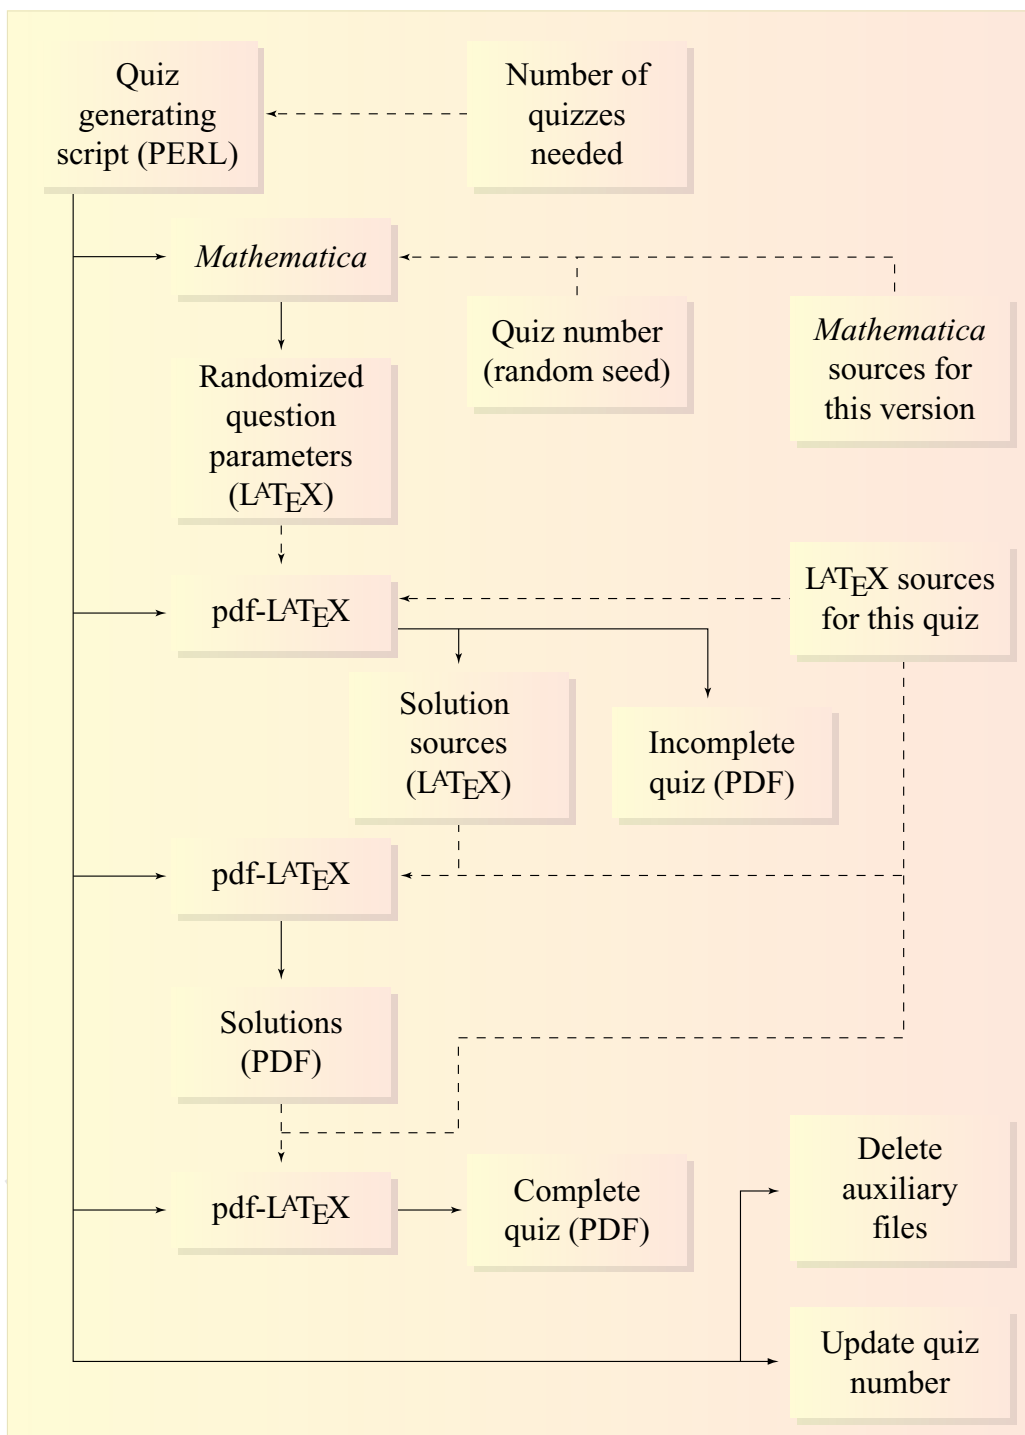 Quiz
generating
script (PERL)
Number of
quizzes
needed
Mathematica
Quiz number
(random seed)
Mathematica
sources for
this version
Randomized
question
parameters
(LATEX)
pdf-LATEX
LATEX sources
for this quiz
Solution
sources
(LATEX)
Incomplete
quiz (PDF)
pdf-LATEX
Solutions
(PDF)
pdf-LATEX
Complete
quiz (PDF)
Delete
auxiliary
files
Update quiz
number